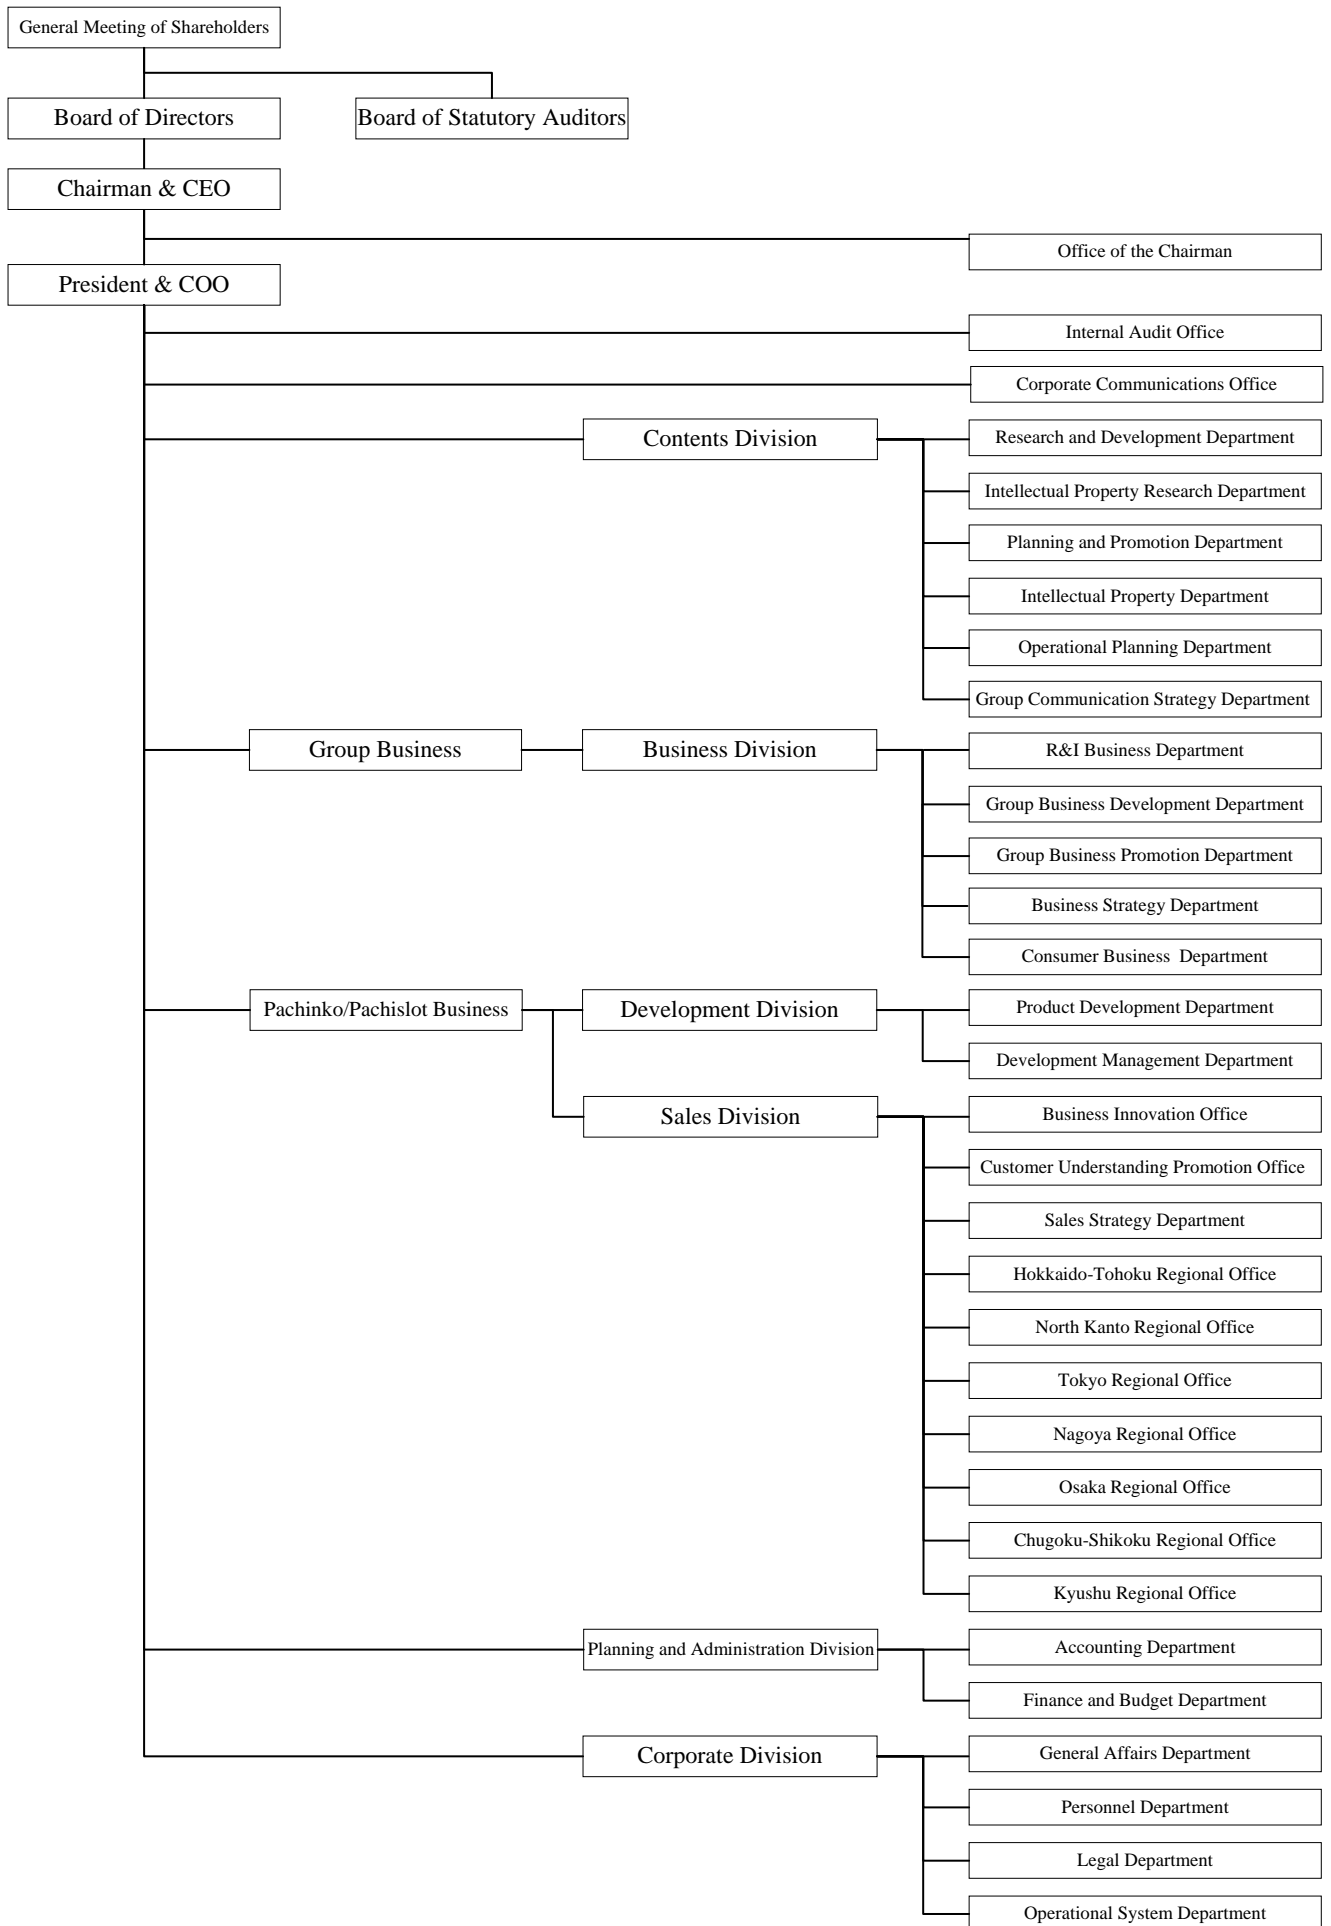 General Meeting of Shareholders
Board of Directors
Board of Statutory Auditors
Chairman & CEO
Office of the Chairman
President & COO
Internal Audit Office
Corporate Communications Office
Contents Division
Research and Development Department
Intellectual Property Research Department
Planning and Promotion Department
Intellectual Property Department
Operational Planning Department
Group Communication Strategy Department
Group Business
Business Division
R&I Business Department
Group Business Development Department
Group Business Promotion Department
Business Strategy Department
Consumer Business Department
Pachinko/Pachislot Business
Development Division
Product Development Department
Development Management Department
Sales Division
Business Innovation Office
Customer Understanding Promotion Office
Sales Strategy Department
Hokkaido-Tohoku Regional Office
North Kanto Regional Office
Tokyo Regional Office
Nagoya Regional Office
Osaka Regional Office
Chugoku-Shikoku Regional Office
Kyushu Regional Office
Planning and Administration Division
Accounting Department
Finance and Budget Department
Corporate Division
General Affairs Department
Personnel Department
Legal Department
Operational System Department